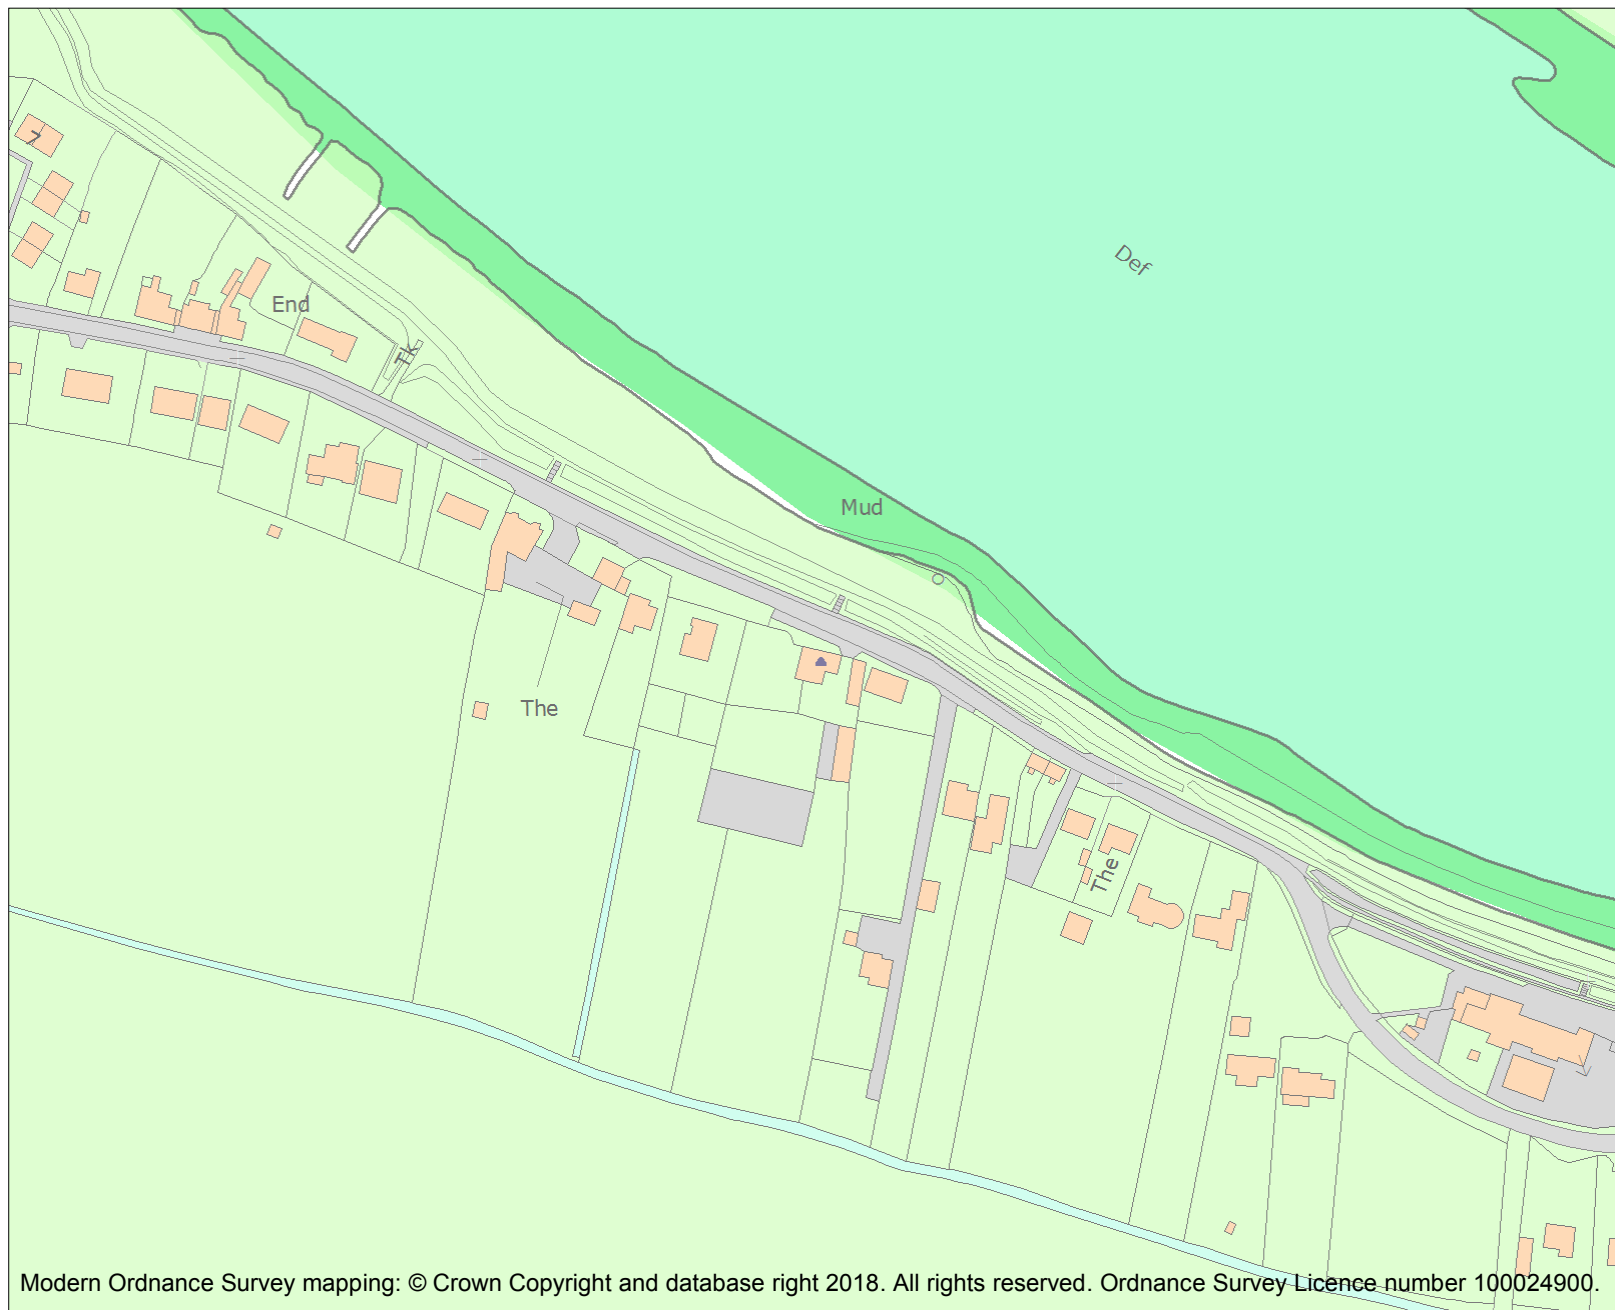 7
Def
End
Tk
Mud
The
The
Modern Ordnance Survey mapping: © Crown Copyright and database right 2018. All rights reserved. Ordnance Survey Licence number 100024900.